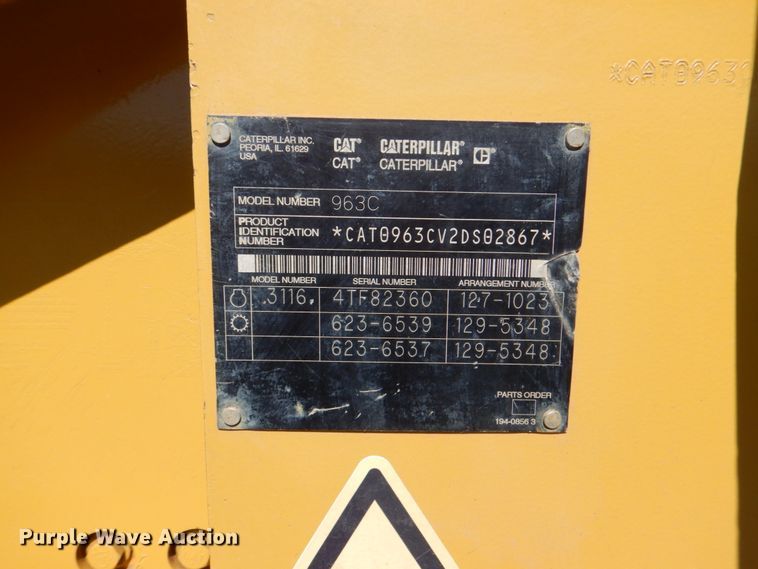 *CAT0963C
CATERPILLAR INC.
PEORIA, IL. 61629
USA
CAT® CATERPILLAR® C®
CAT® CATERPILLAR®
MODEL NUMBER 963C
PRODUCT
IDENTIFICATION
NUMBER *CAT0963CV2DS02867*
MODEL NUMBER SERIAL NUMBER ARRANGEMENT NUMBER
3116, 4TF82360 127-1023
623-6539 129-5348
623-6537 129-5348
PARTS ORDER
194-0856 3
Purple Wave Auction